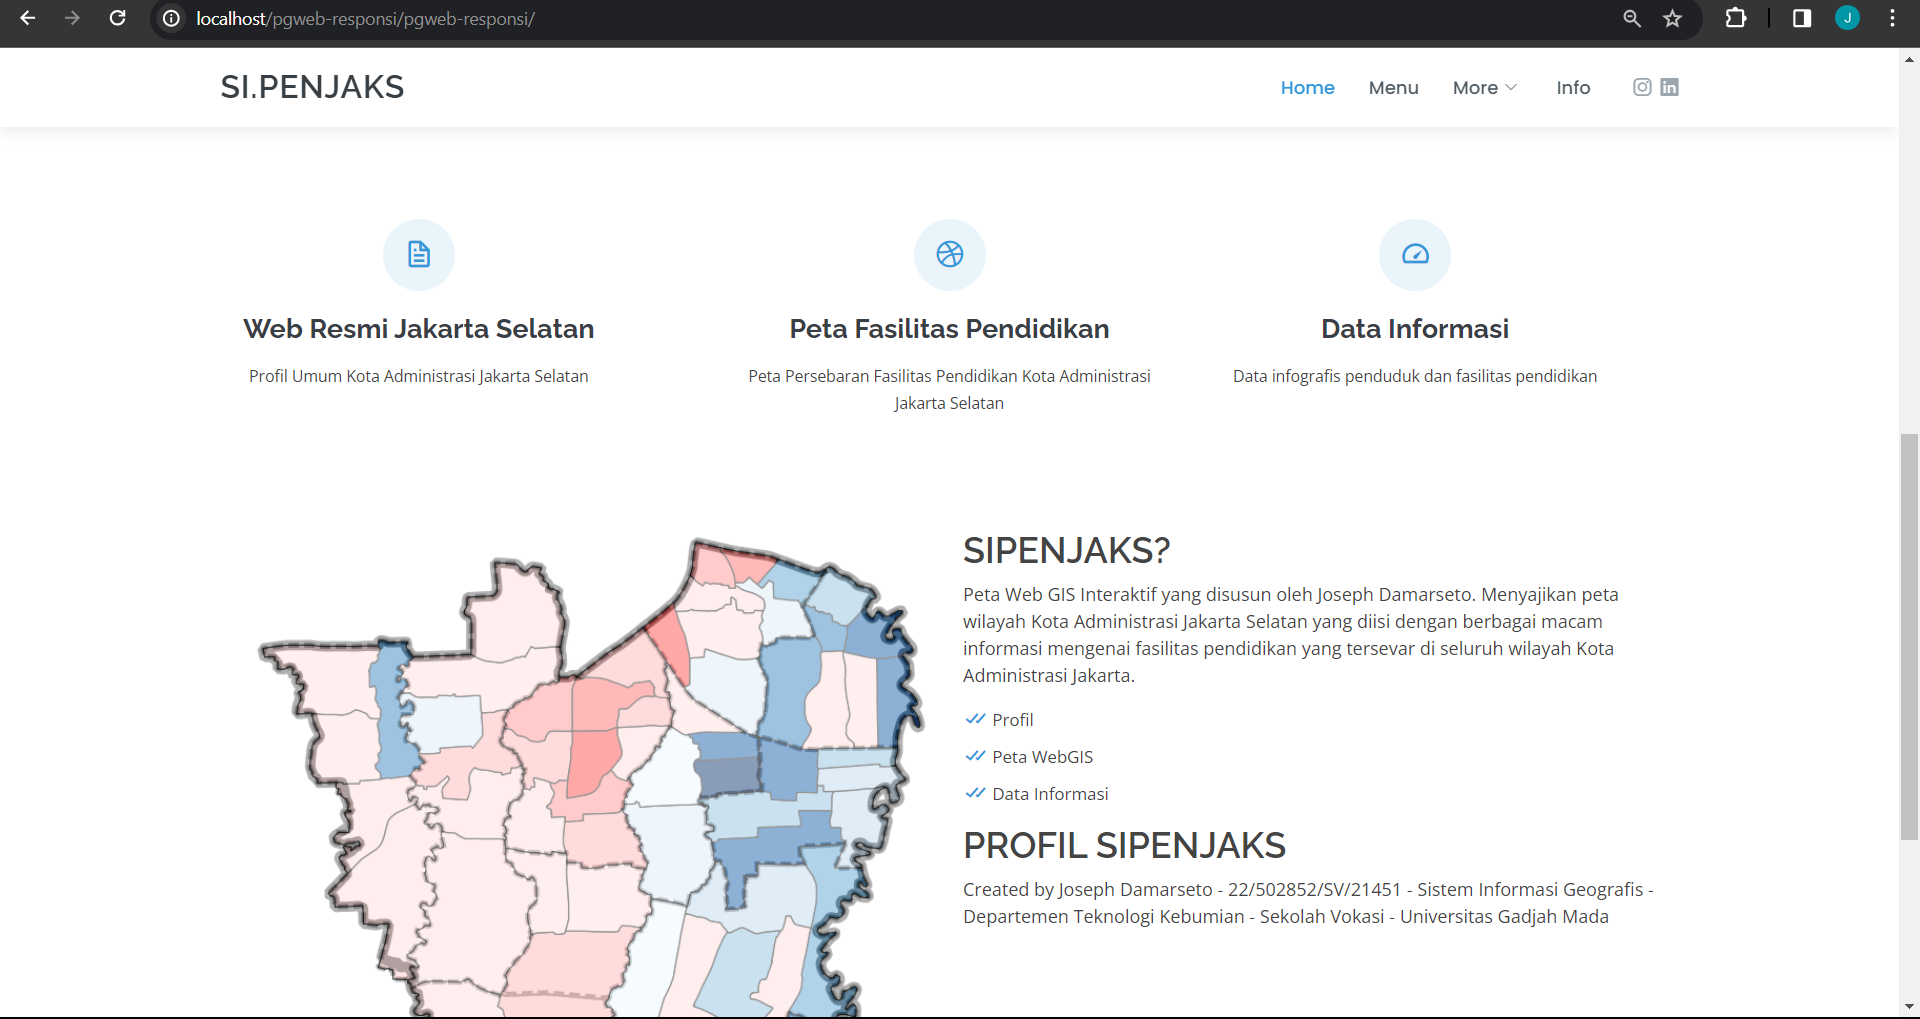 localhost/pgweb-responsi/pgweb-responsi/
J
SI.PENJAKS
Home Menu More Info
Web Resmi Jakarta Selatan
Profil Umum Kota Administrasi Jakarta Selatan
Peta Fasilitas Pendidikan
Peta Persebaran Fasilitas Pendidikan Kota Administrasi
Jakarta Selatan
Data Informasi
Data infografis penduduk dan fasilitas pendidikan
SIPENJAKS?
Peta Web GIS Interaktif yang disusun oleh Joseph Damarseto. Menyajikan peta
wilayah Kota Administrasi Jakarta Selatan yang diisi dengan berbagai macam
informasi mengenai fasilitas pendidikan yang tersevar di seluruh wilayah Kota
Administrasi Jakarta.
Profil
Peta WebGIS
Data Informasi
PROFIL SIPENJAKS
Created by Joseph Damarseto - 22/502852/SV/21451 - Sistem Informasi Geografis -
Departemen Teknologi Kebumian - Sekolah Vokasi - Universitas Gadjah Mada